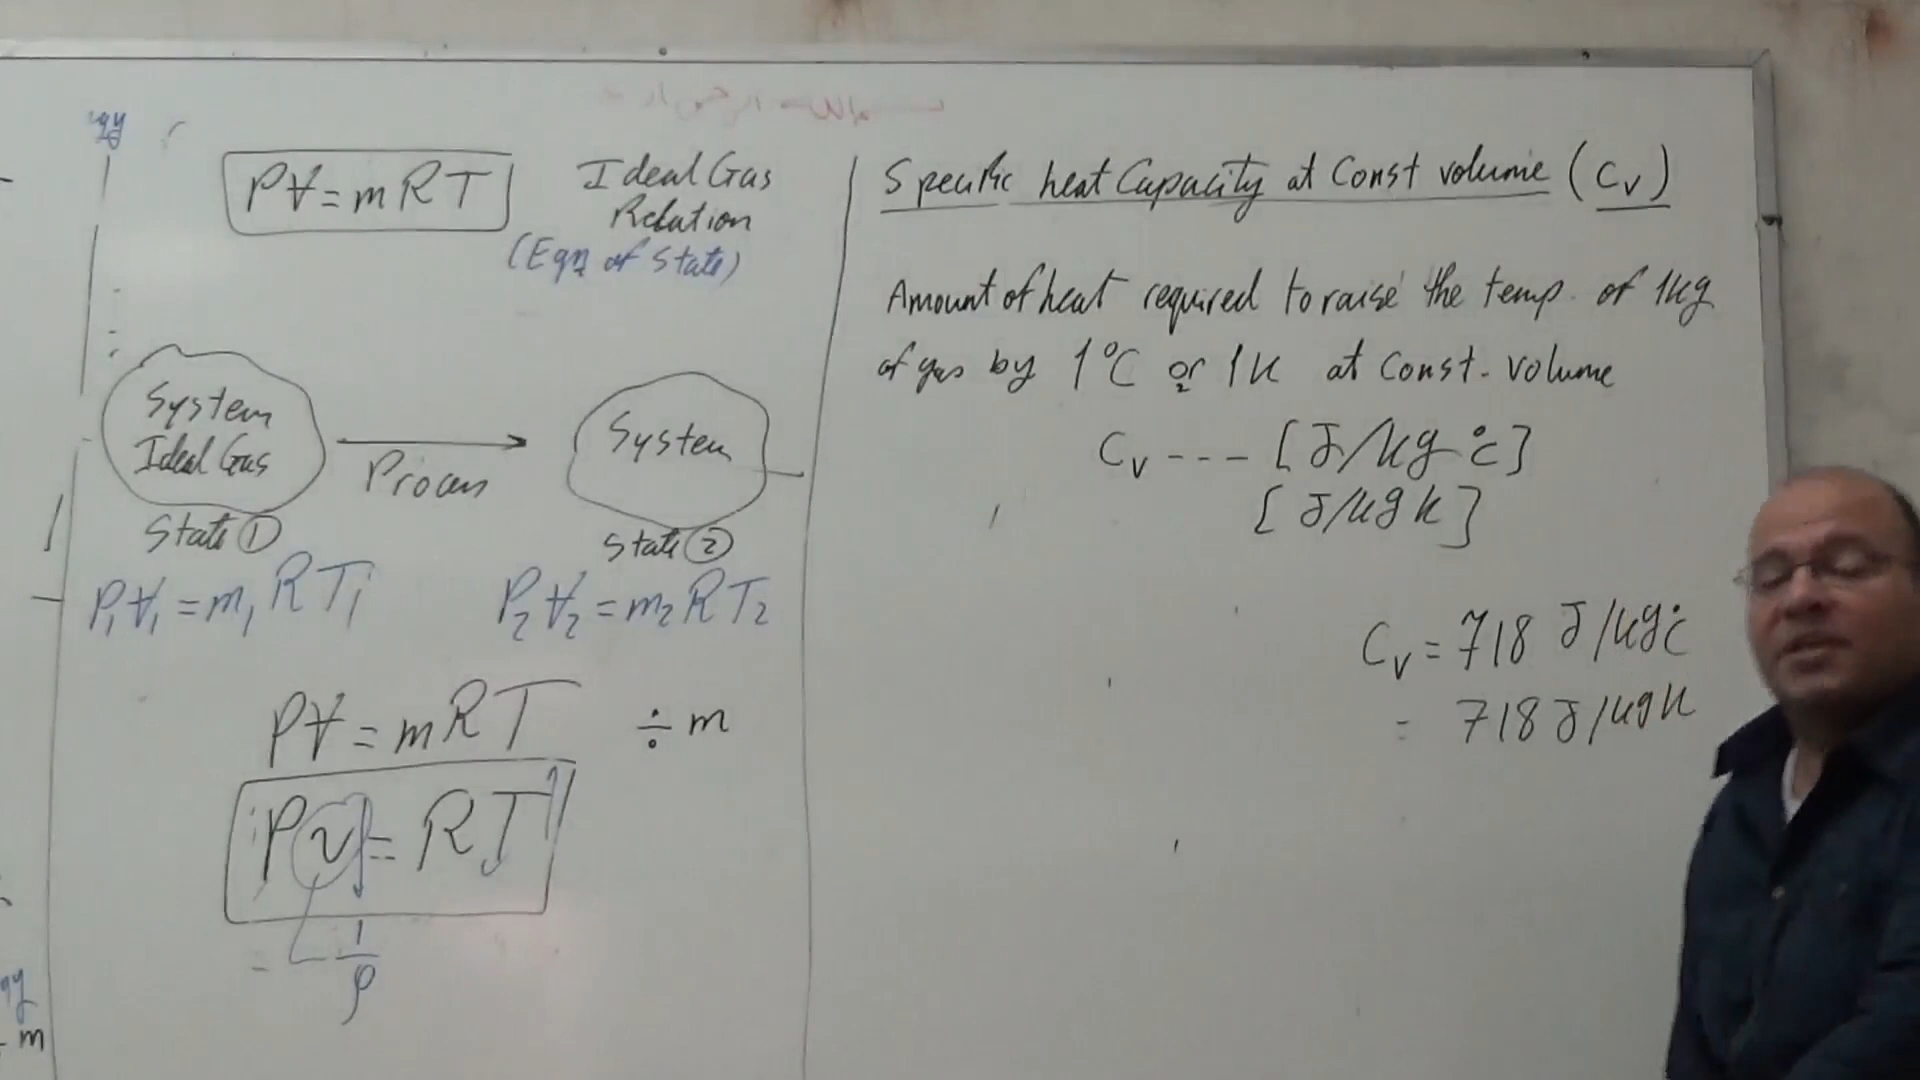 PV = mRT
Ideal Gas
Relation
(Eqn of State)
System
Ideal Gas
Process
System
State ①
State ②
P₁V₁ = m₁RT₁
P₂V₂ = m₂RT₂
PV = mRT ÷ m
Pv = RT
1
ρ
m
Specific heat Capacity at Const volume (Cv)
Amount of heat required to raise the temp. of 1kg
of gas by 1°C or 1K at Const. volume
Cv --- [J/kg°C]
[J/kgK]
Cv = 718 J/kg°C
= 718 J/kgK